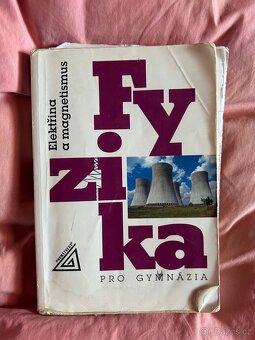 Elektřina
a magnetismus
Fy
zi
ka
PRO GYMNÁZIA